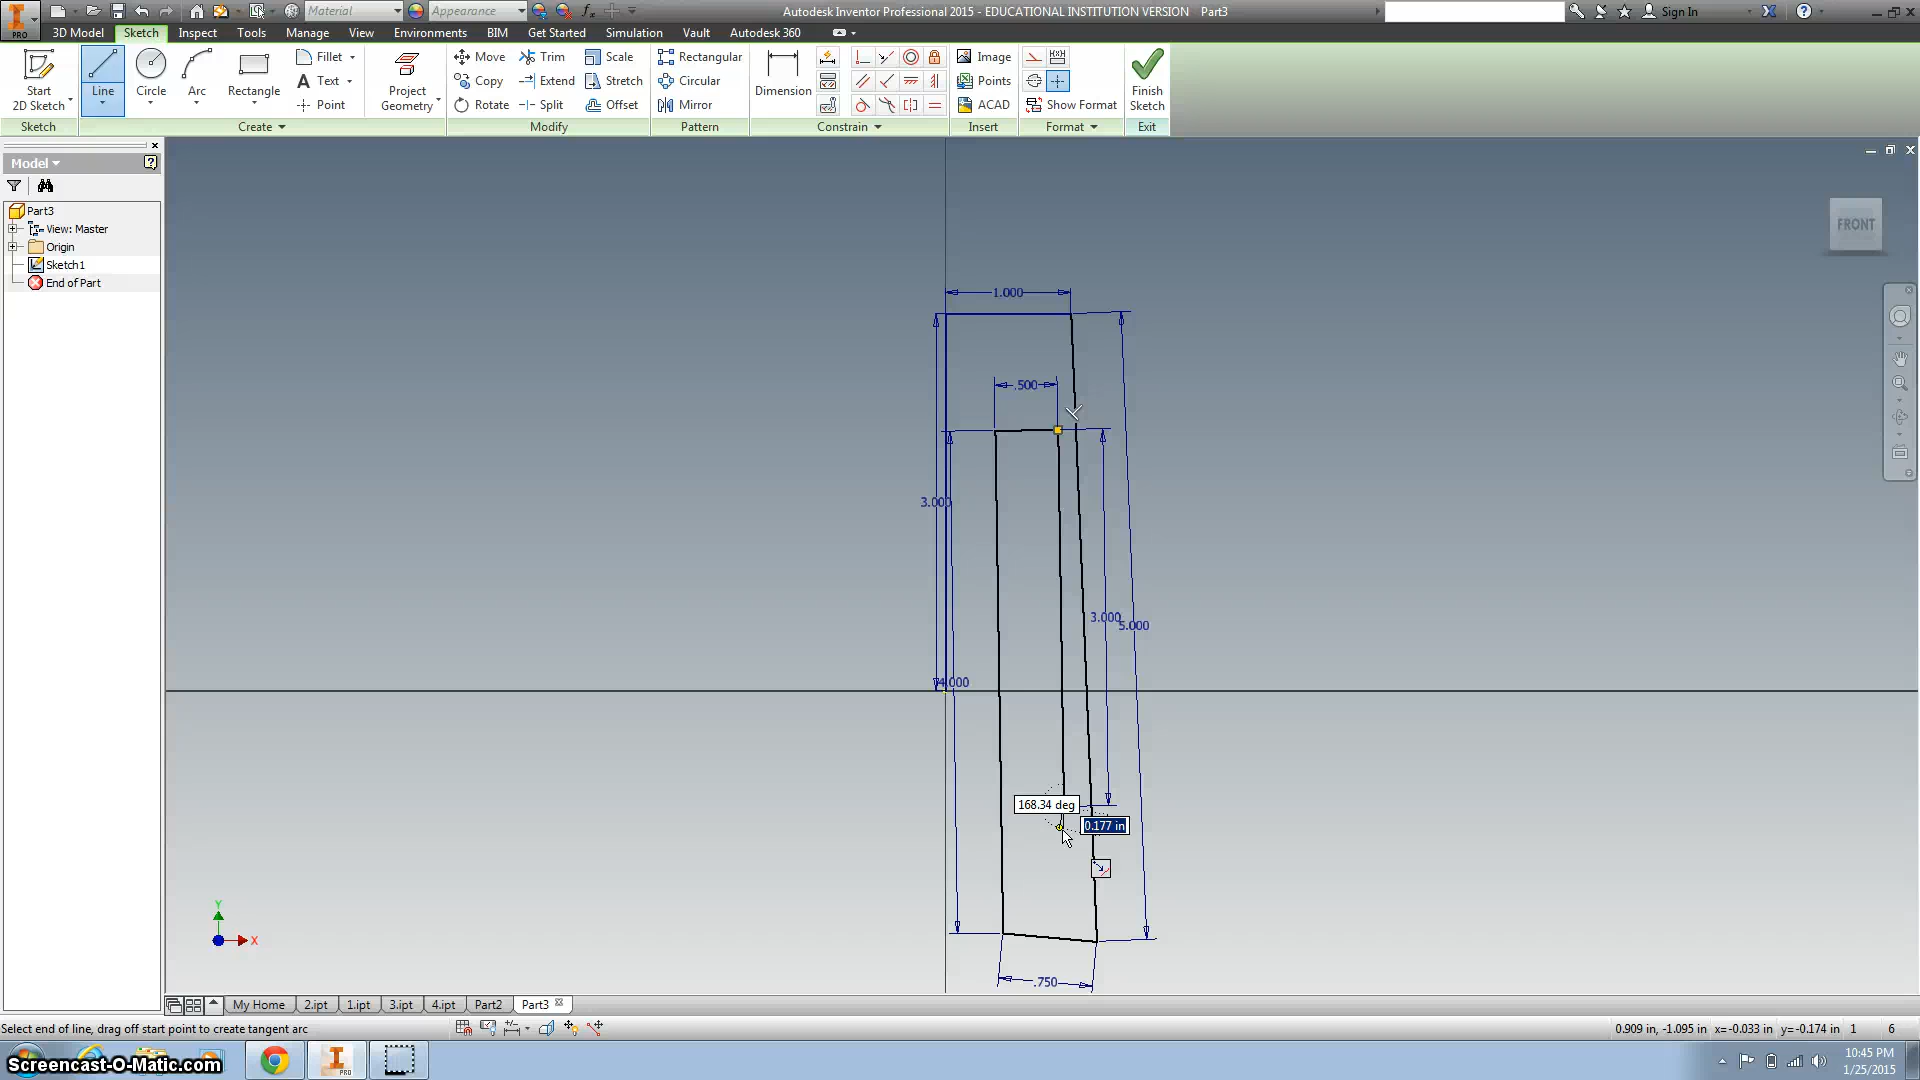 Material
Appearance
Autodesk Inventor Professional 2015 - EDUCATIONAL INSTITUTION VERSION Part3
Sign In
PRO
3D Model
Sketch
Inspect
Tools
Manage
View
Environments
BIM
Get Started
Simulation
Vault
Autodesk 360
Start
2D Sketch
Line
Circle
Arc
Rectangle
Fillet
Text
Point
Project
Geometry
Move
Copy
Rotate
Trim
Extend
Split
Scale
Stretch
Offset
Rectangular
Circular
Mirror
Dimension
Image
Points
ACAD
Show Format
Finish
Sketch
Sketch
Create
Modify
Pattern
Constrain
Insert
Format
Exit
Model
Part3
View: Master
Origin
Sketch1
End of Part
FRONT
1.000
.500
3.000
3.000
5.000
4.000
168.34 deg
0.177 in
.750
Y
X
My Home
2.ipt
1.ipt
3.ipt
4.ipt
Part2
Part3
Select end of line, drag off start point to create tangent arc
0.909 in, -1.095 in x=-0.033 in y=-0.174 in 1 6
Screencast-O-Matic.com
PRO
10:45 PM
1/25/2015